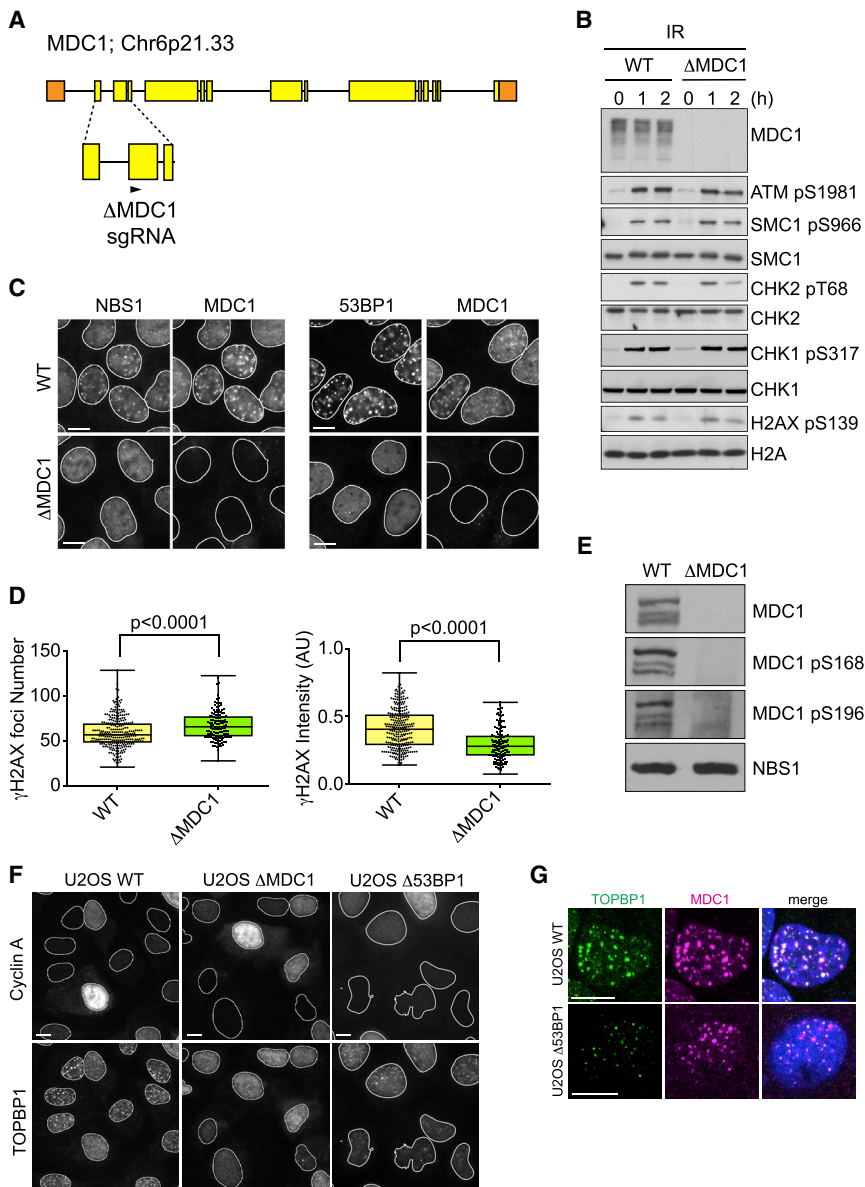 A
MDC1; Chr6p21.33
ΔMDC1
sgRNA
B
IR
WT ΔMDC1
0 1 2 0 1 2 (h)
MDC1
ATM pS1981
SMC1 pS966
SMC1
CHK2 pT68
CHK2
CHK1 pS317
CHK1
H2AX pS139
H2A
C
NBS1 MDC1 53BP1 MDC1
WT
ΔMDC1
D
p<0.0001
γH2AX foci Number
150
100
50
0
WT
ΔMDC1
p<0.0001
γH2AX Intensity (AU)
1.0
0.5
0.0
WT
ΔMDC1
E
WT ΔMDC1
MDC1
MDC1 pS168
MDC1 pS196
NBS1
F
U2OS WT U2OS ΔMDC1 U2OS Δ53BP1
Cyclin A
TOPBP1
G
TOPBP1 MDC1 merge
U2OS WT
U2OS Δ53BP1